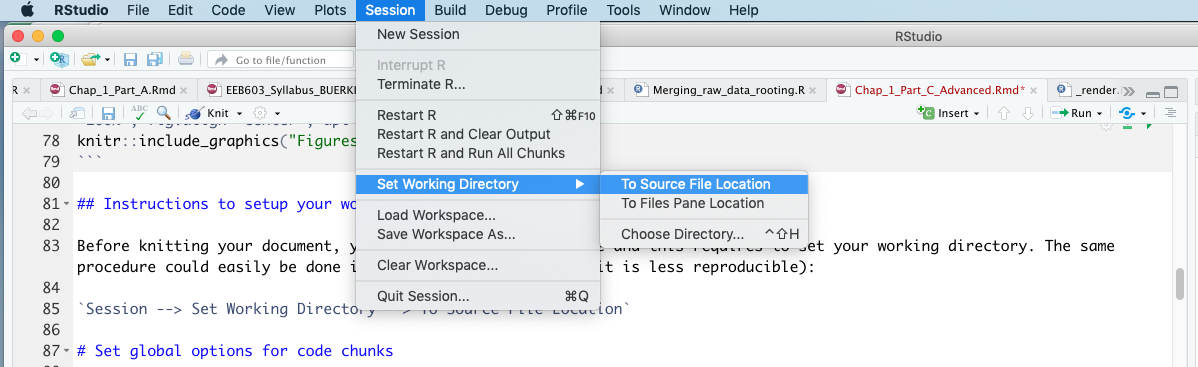 RStudio File Edit Code View Plots Session Build Debug Profile Tools Window Help
RStudio
Go to file/function
New Session
Interrupt R
Terminate R...
Restart R ⇧⌘F10
Restart R and Clear Output
Restart R and Run All Chunks
Set Working Directory ▶
Load Workspace...
Save Workspace As...
Clear Workspace...
Quit Session... ⌘Q
To Source File Location
To Files Pane Location
Choose Directory... ^⇧H
R × Chap_1_Part_A.Rmd × EEB603_Syllabus_BUERK × Merging_raw_data_rooting.R × Chap_1_Part_C_Advanced.Rmd* × _render.
ABC Knit Insert Run
78 knitr::include_graphics("Figures
79 ```
80
81 ## Instructions to setup your wo
82
83 Before knitting your document, y and this requires to set your working directory. The same
procedure could easily be done i it is less reproducible):
84
85 `Session --> Set Working Directory --> To Source File Location`
86
87 # Set global options for code chunks